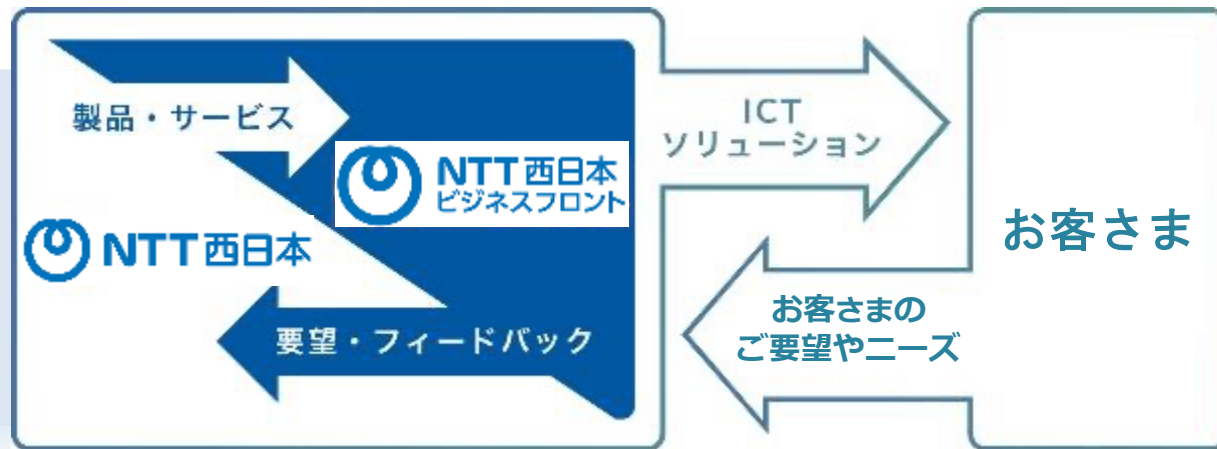 製品・サービス
NTT西日本
ビジネスフロント
NTT西日本
要望・フィードバック
ICT
ソリューション
お客さまの
ご要望やニーズ
お客さま